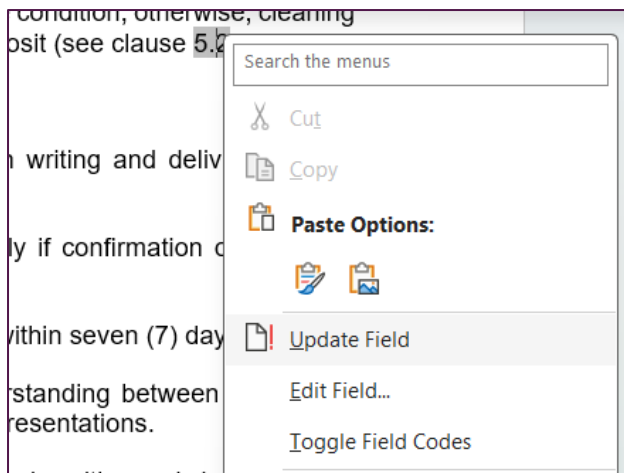 condition, otherwise, cleaning
osit (see clause 5.2
Search the menus
Cut
Copy
n writing and deliv
Paste Options:
ly if confirmation c
within seven (7) day
Update Field
rstanding between
Edit Field...
resentations.
Toggle Field Codes